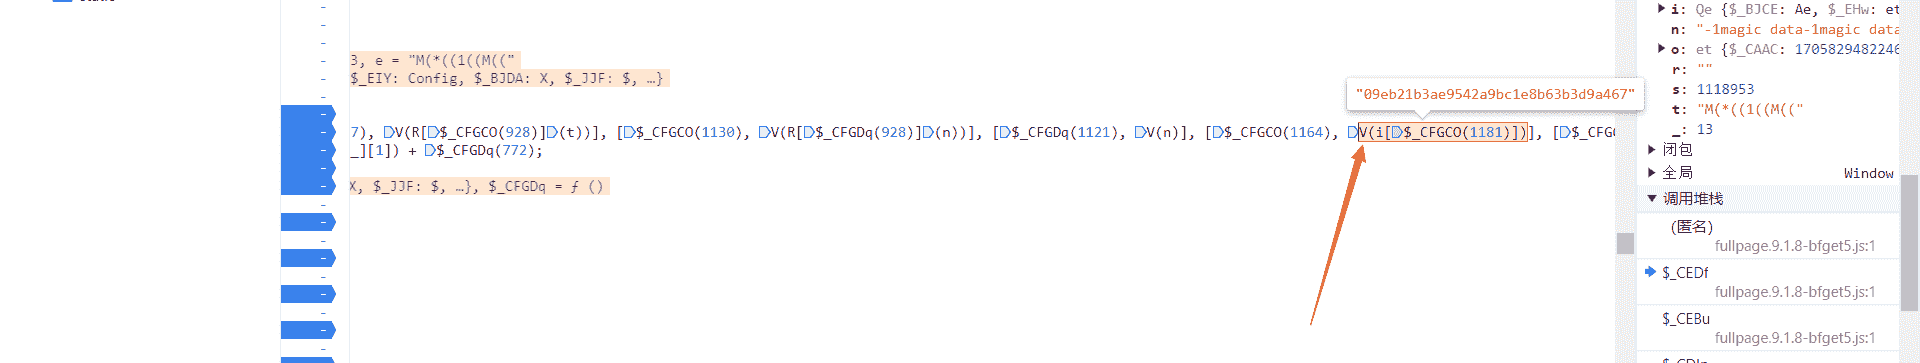 3, e = "M(*((1((M(("
$_EIY: Config, $_BJDA: X, $_JJF: $, …}
"09eb21b3ae9542a9bc1e8b63b3d9a467"
7), V(R[$_CFGCO(928)](t))], [$_CFGCO(1130), V(R[$_CFGDq(928)](n))], [$_CFGDq(1121), V(n)], [$_CFGCO(1164), V(i[$_CFGCO(1181)])], [$_CFGC
_][1]) + $_CFGDq(772);
X, $_JJF: $, …}, $_CFGDq = ƒ ()
i: Qe {$_BJCE: Ae, $_EHw: et
n: "-1magic data-1magic data
o: et {$_CAAC: 1705829482246
r: ""
s: 1118953
t: "M(*((1((M(("
_: 13
闭包
全局 Window
调用堆栈
(匿名)
fullpage.9.1.8-bfget5.js:1
$_CEDf
fullpage.9.1.8-bfget5.js:1
$_CEBu
fullpage.9.1.8-bfget5.js:1